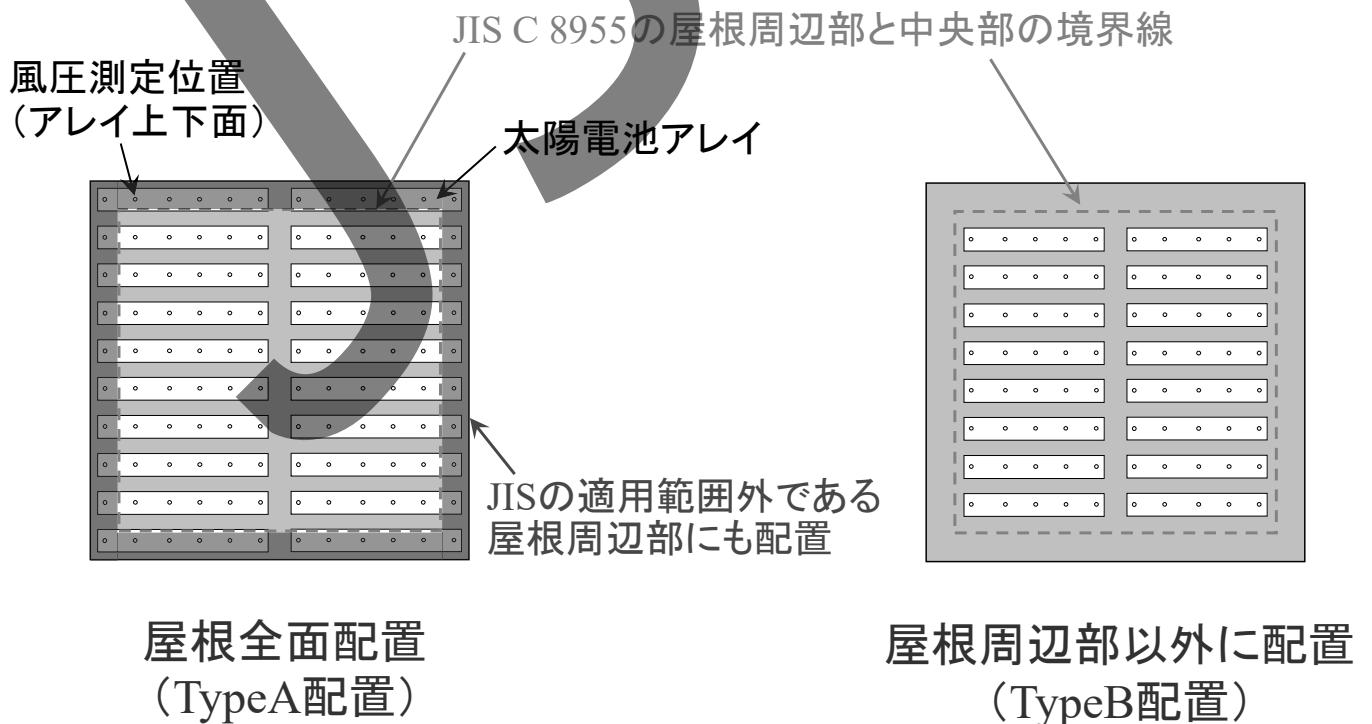 JIS C 8955の屋根周辺部と中央部の境界線
風圧測定位置
（アレイ上下面）
太陽電池アレイ
JISの適用範囲外である
屋根周辺部にも配置
屋根全面配置
（TypeA配置）
屋根周辺部以外に配置
（TypeB配置）